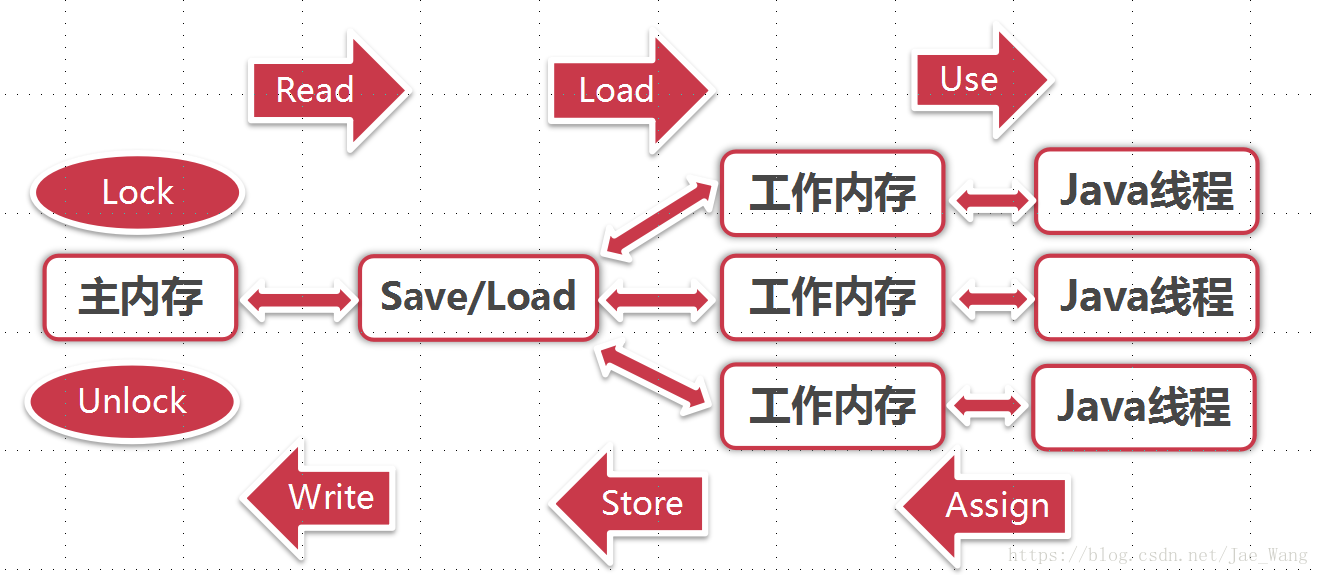 Read
Load
Use
Lock
工作内存
Java线程
主内存
Save/Load
工作内存
Java线程
Unlock
工作内存
Java线程
Write
Store
Assign
https://blog.csdn.net/Jae_Wang